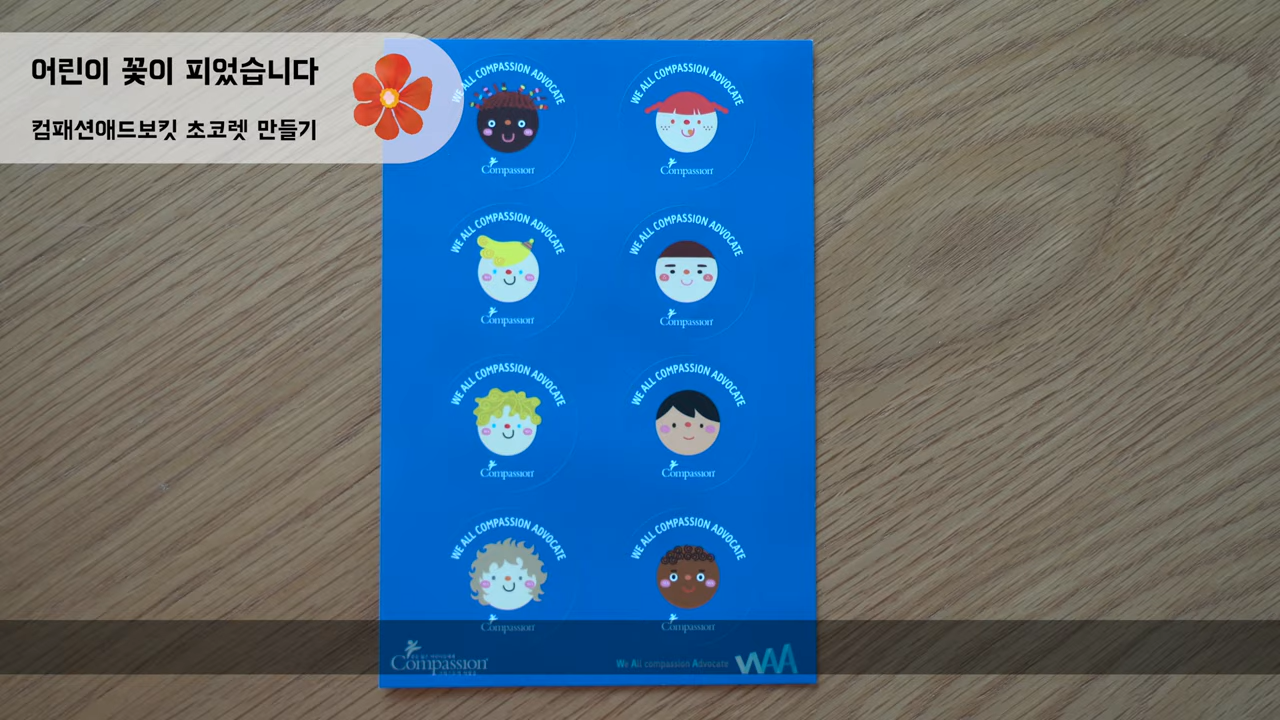 어린이 꽃이 피었습니다
컴패션애드보킷 초코렛 만들기
WE ALL COMPASSION ADVOCATE
Compassion
WE ALL COMPASSION ADVOCATE
Compassion
WE ALL COMPASSION ADVOCATE
Compassion
WE ALL COMPASSION ADVOCATE
Compassion
WE ALL COMPASSION ADVOCATE
Compassion
WE ALL COMPASSION ADVOCATE
Compassion
WE ALL COMPASSION ADVOCATE
Compassion
WE ALL COMPASSION ADVOCATE
Compassion
Compassion
We All compassion Advocate WAA